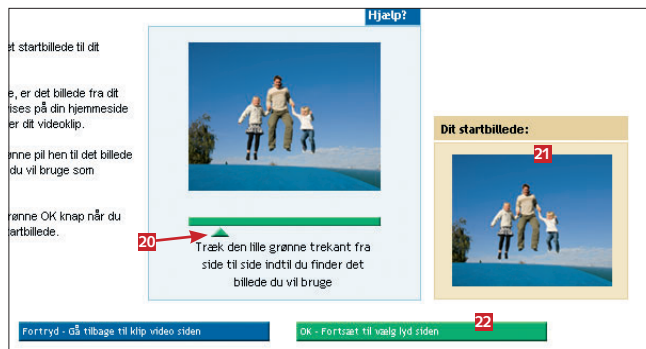 Hjælp?
et startbillede til dit
e, er det billede fra dit
ises på din hjemmeside
er dit videoklip.
ønne pil hen til det billede
du vil bruge som
rønne OK knap når du
artbillede.
20
Træk den lille grønne trekant fra
side til side indtil du finder det
billede du vil bruge
Dit startbillede:
21
Fortryd - Gå tilbage til klip video siden
OK - Fortsæt til vælg lyd siden
22